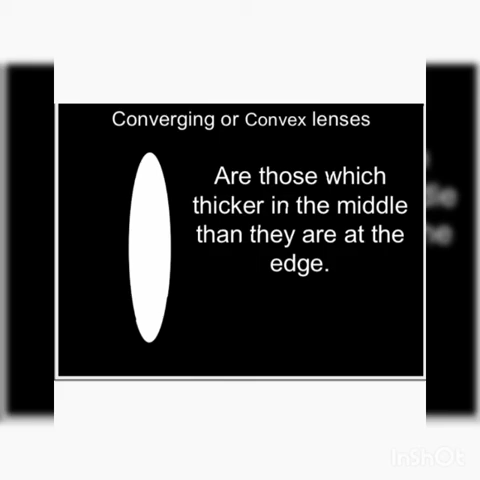 Converging or Convex lenses
Are those which
thicker in the middle
than they are at the
edge.
InShOt